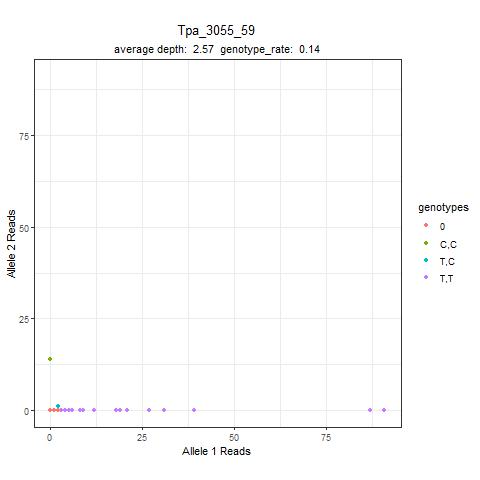 Tpa_3055_59
average depth:  2.57  genotype_rate:  0.14
Allele 2 Reads
75
50
25
0
0
25
50
75
Allele 1 Reads
genotypes
0
C,C
T,C
T,T